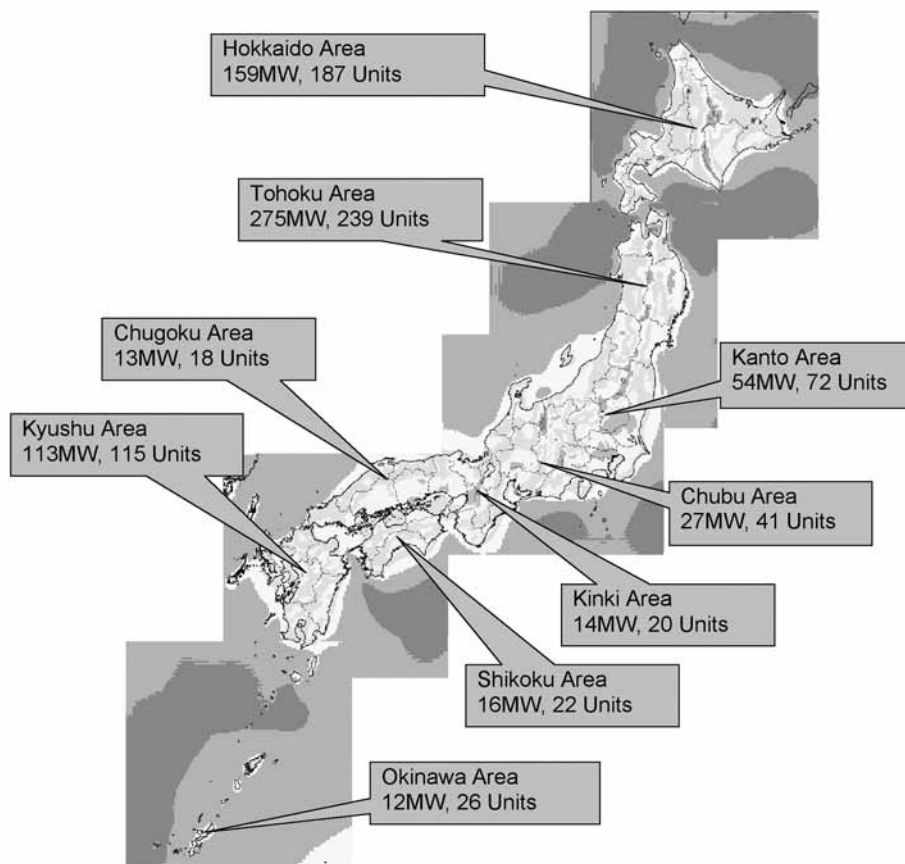 Hokkaido Area
159MW, 187 Units
Tohoku Area
275MW, 239 Units
Chugoku Area
13MW, 18 Units
Kanto Area
54MW, 72 Units
Kyushu Area
113MW, 115 Units
Chubu Area
27MW, 41 Units
Kinki Area
14MW, 20 Units
Shikoku Area
16MW, 22 Units
Okinawa Area
12MW, 26 Units